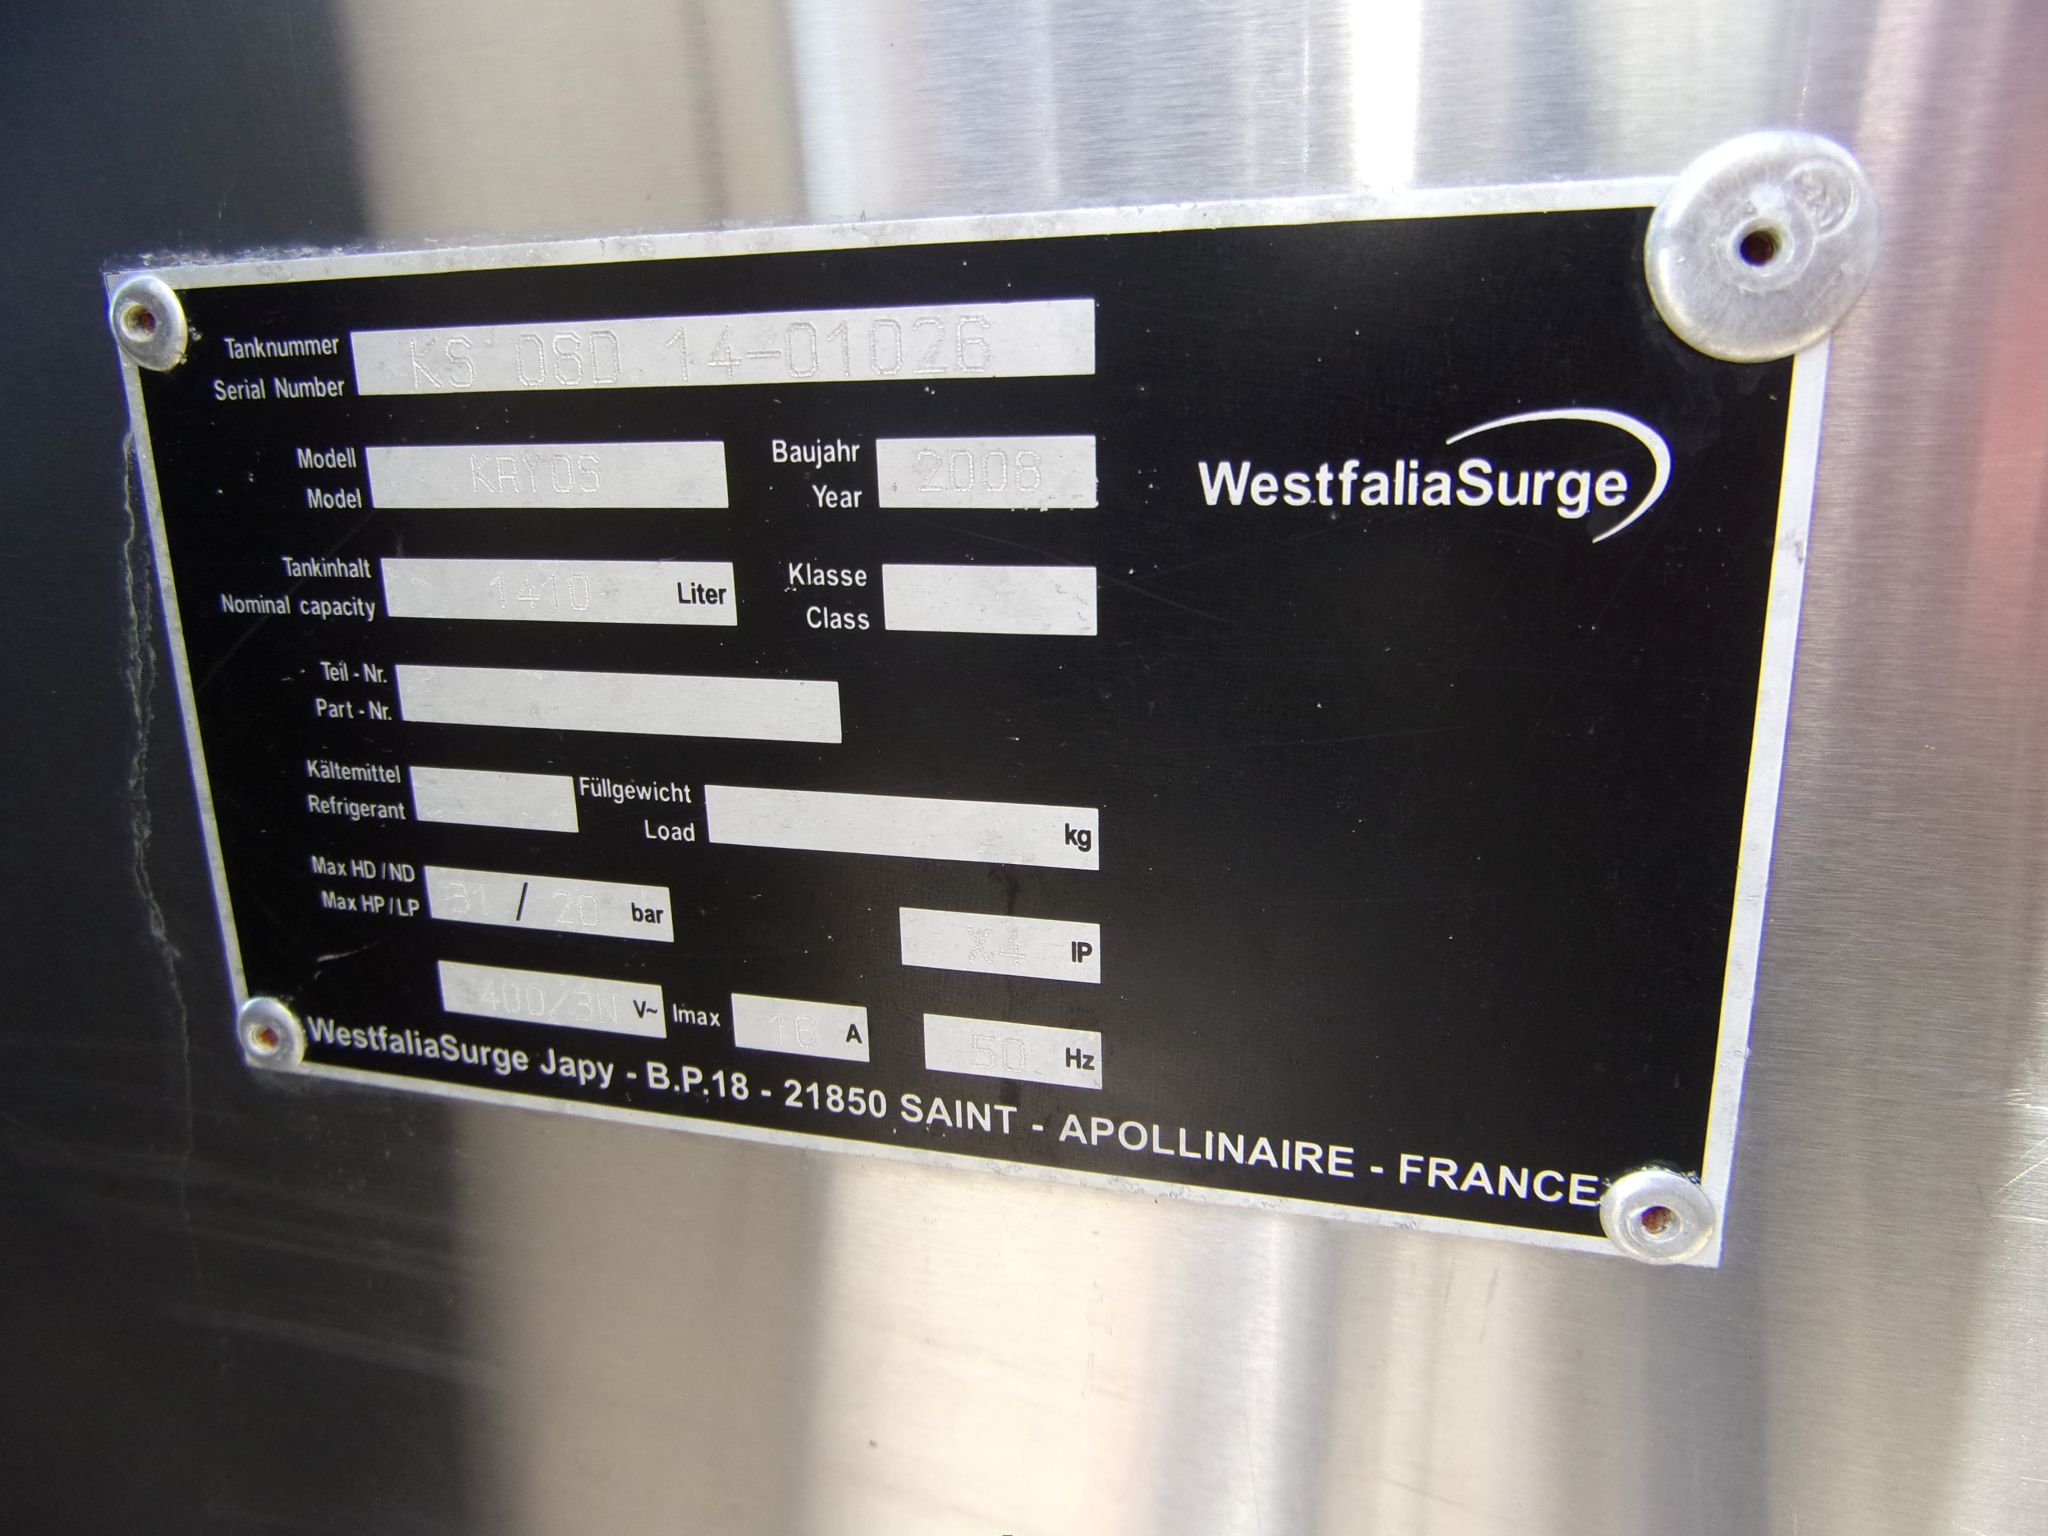 Tanknummer
Serial Number
KS 08D 14-01026
Modell
Model
KRYOS
Baujahr
Year
2008
WestfaliaSurge
Tankinhalt
Nominal capacity
1410 Liter
Klasse
Class
Teil - Nr.
Part - Nr.
Kältemittel
Refrigerant
Füllgewicht
Load
kg
Max HD / ND
Max HP / LP
31 / 20 bar
X4 IP
400/3N V~ Imax 16 A
50 Hz
WestfaliaSurge Japy - B.P.18 - 21850 SAINT - APOLLINAIRE - FRANCE